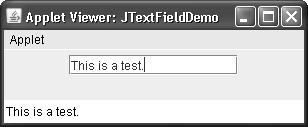 Applet Viewer: JTextFieldDemo
Applet
This is a test.
This is a test.